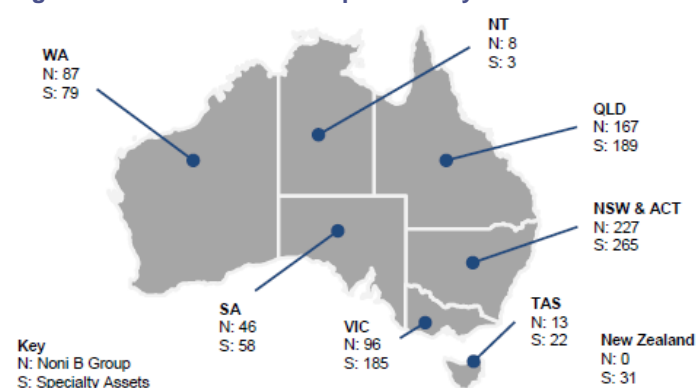 NT
N: 8
S: 3
WA
N: 87
S: 79
QLD
N: 167
S: 189
NSW & ACT
N: 227
S: 265
SA
N: 46
S: 58
VIC
N: 96
S: 185
TAS
N: 13
S: 22
New Zealand
N: 0
S: 31
Key
N: Noni B Group
S: Specialty Assets